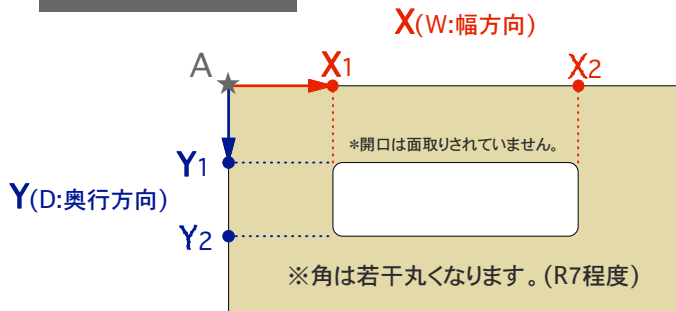 X(W:幅方向)
A
X1
X2
*開口は面取りされていません。
Y1
Y(D:奥行方向)
Y2
※角は若干丸くなります。(R7程度)